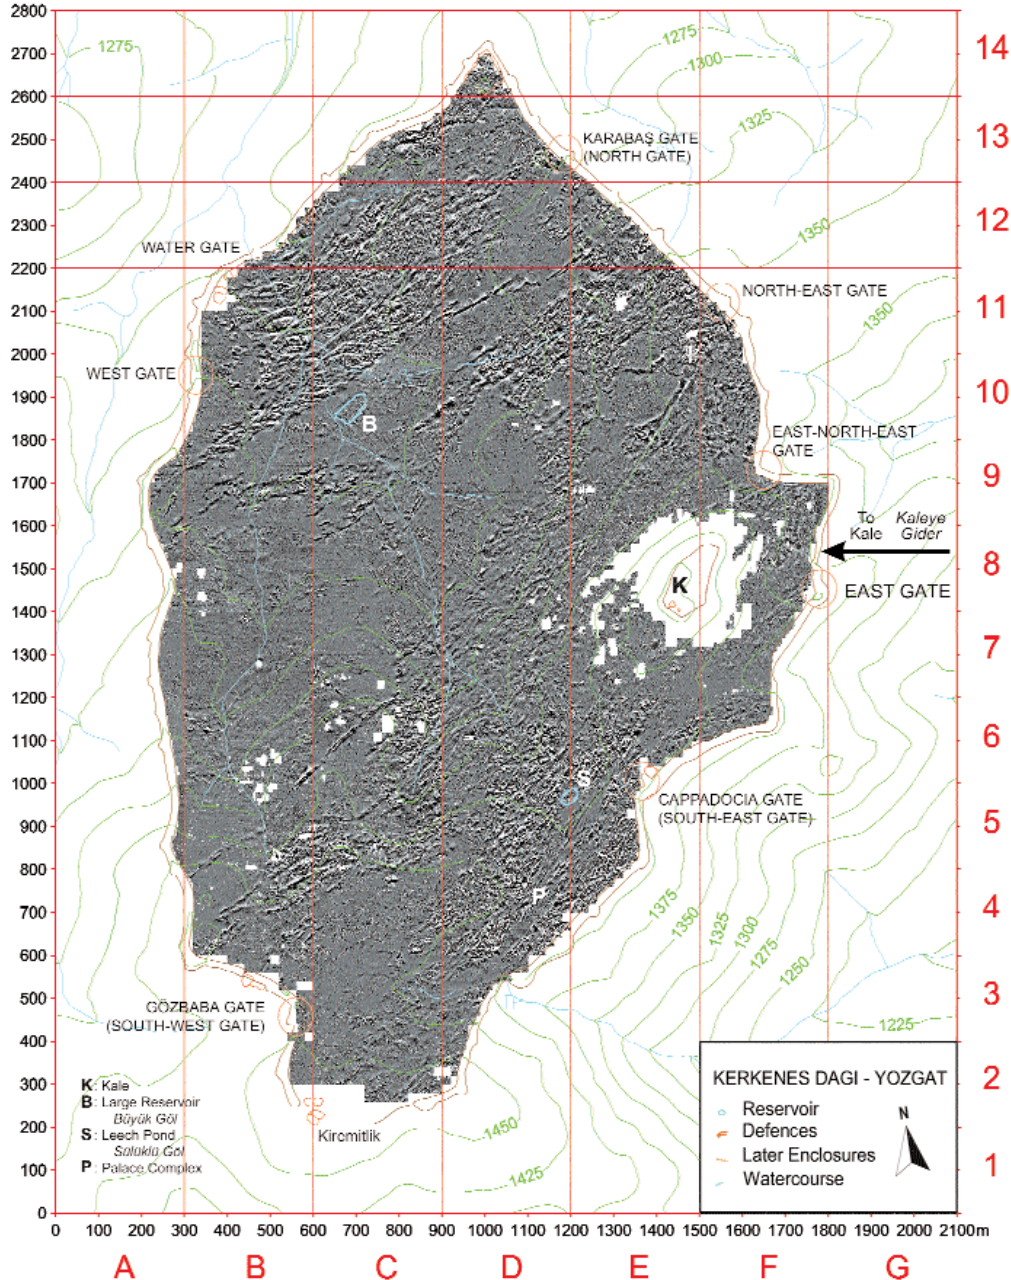 2800
2700
2600
2500
2400
2300
2200
2100
2000
1900
1800
1700
1600
1500
1400
1300
1200
1100
1000
900
800
700
600
500
400
300
200
100
0
0 100 200 300 400 500 600 700 800 900 1000 1100 1200 1300 1400 1500 1600 1700 1800 1900 2000 2100m
A B C D E F G
14
13
12
11
10
9
8
7
6
5
4
3
2
1
1275
1275
1300
1325
1350
1350
KARABAŞ GATE
(NORTH GATE)
WATER GATE
NORTH-EAST GATE
WEST GATE
B
EAST-NORTH-EAST
GATE
To
Kale
Kaleye
Gider
K
EAST GATE
S
CAPPADOCIA GATE
(SOUTH-EAST GATE)
P
1375
1350
1325
1300
1275
1250
1225
GÖZBABA GATE
(SOUTH-WEST GATE)
Kiremitlik
1450
1425
K: Kale
B: Large Reservoir
Büyük Göl
S: Leech Pond
Sülüklü Göl
P: Palace Complex
KERKENES DAGI - YOZGAT
Reservoir
Defences
Later Enclosures
Watercourse
N